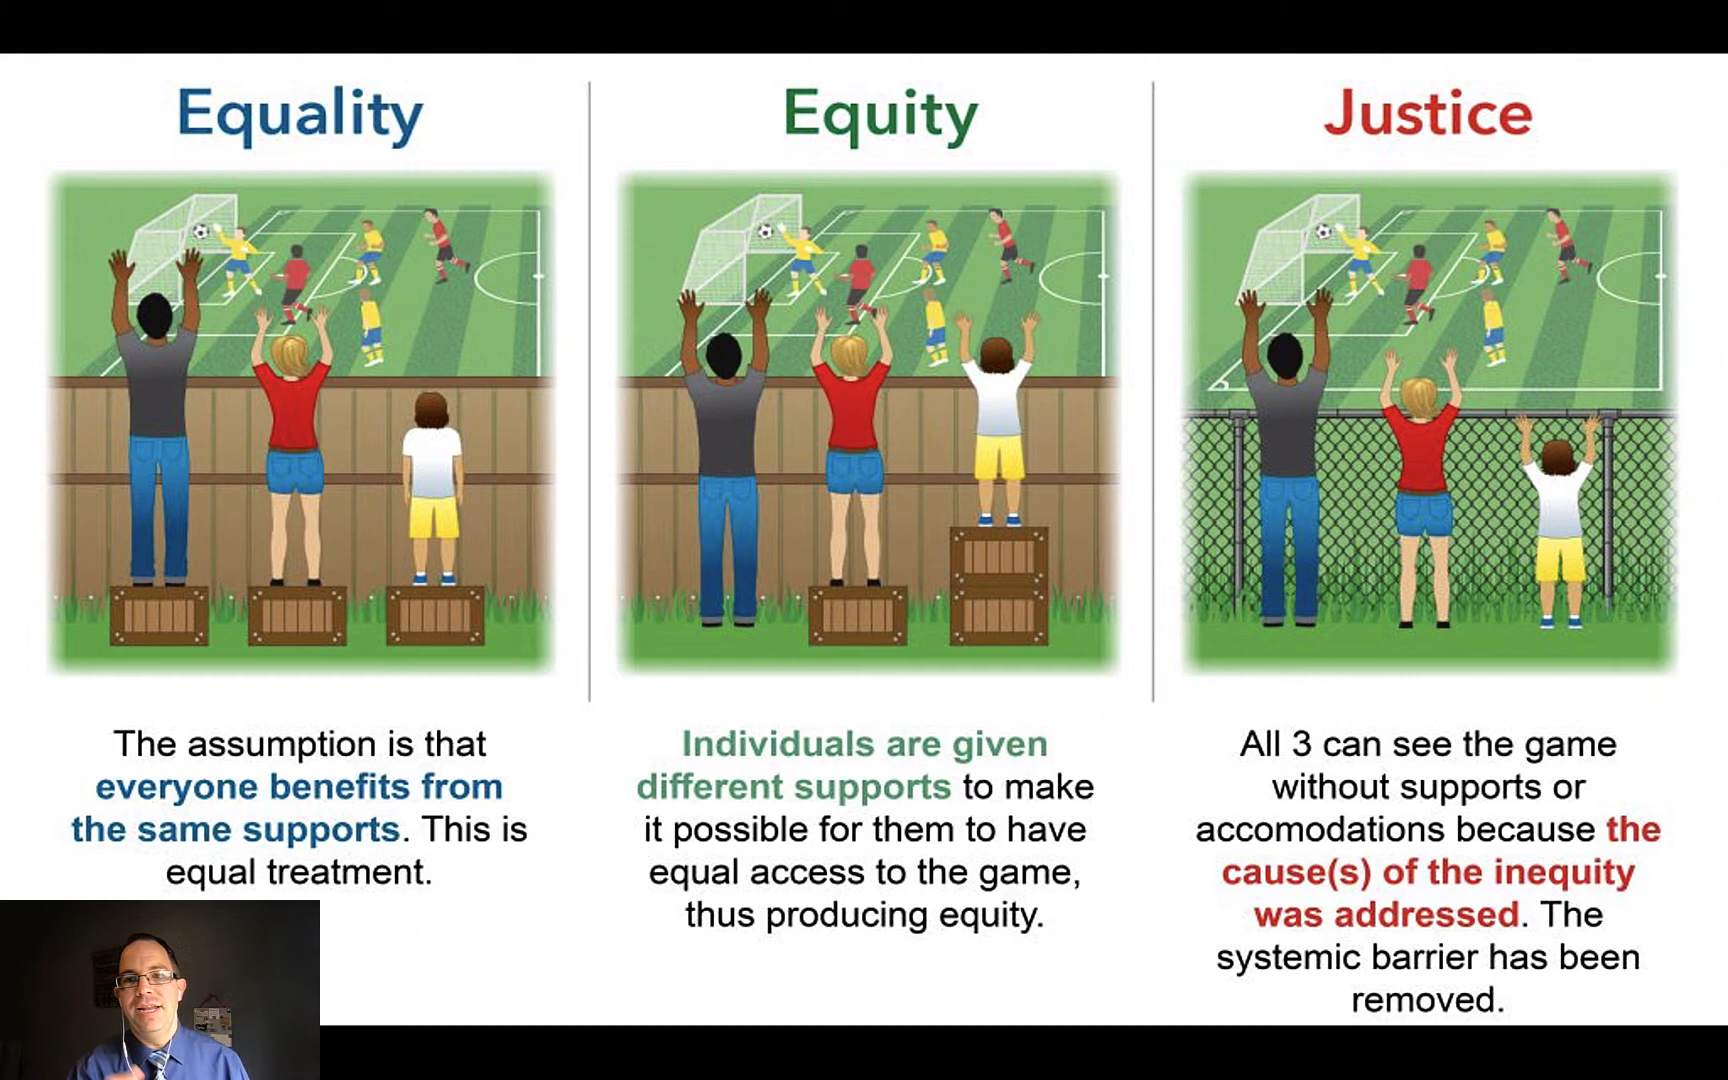 Equality
The assumption is that
everyone benefits from
the same supports. This is
equal treatment.
Equity
Individuals are given
different supports to make
it possible for them to have
equal access to the game,
thus producing equity.
Justice
All 3 can see the game
without supports or
accomodations because the
cause(s) of the inequity
was addressed. The
systemic barrier has been
removed.